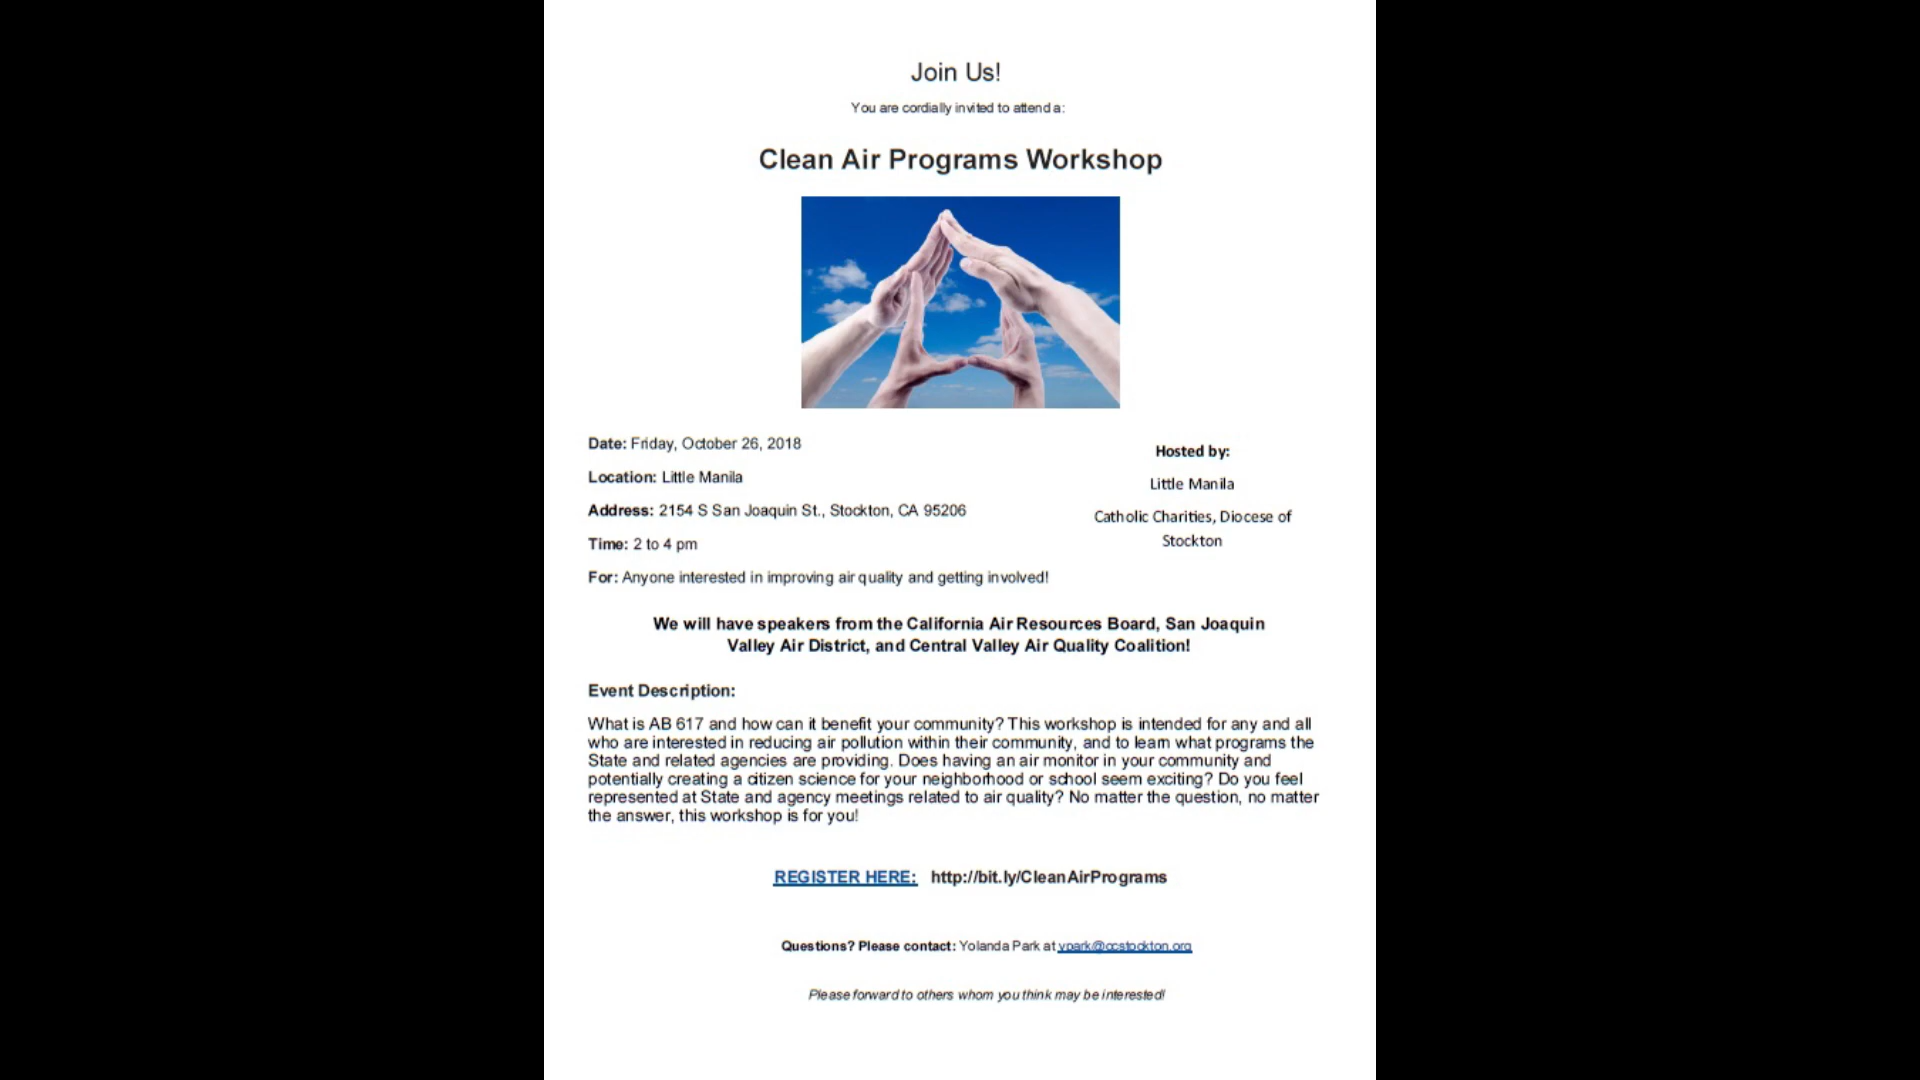 Join Us!
You are cordially invited to attend a:
Clean Air Programs Workshop
Date: Friday, October 26, 2018
Location: Little Manila
Address: 2154 S San Joaquin St., Stockton, CA 95206
Time: 2 to 4 pm
For: Anyone interested in improving air quality and getting involved!
Hosted by:
Little Manila
Catholic Charities, Diocese of
Stockton
We will have speakers from the California Air Resources Board, San Joaquin
Valley Air District, and Central Valley Air Quality Coalition!
Event Description:
What is AB 617 and how can it benefit your community? This workshop is intended for any and all
who are interested in reducing air pollution within their community, and to learn what programs the
State and related agencies are providing. Does having an air monitor in your community and
potentially creating a citizen science for your neighborhood or school seem exciting? Do you feel
represented at State and agency meetings related to air quality? No matter the question, no matter
the answer, this workshop is for you!
REGISTER HERE: http://bit.ly/CleanAirPrograms
Questions? Please contact: Yolanda Park at ypark@ccstockton.org
Please forward to others whom you think may be interested!